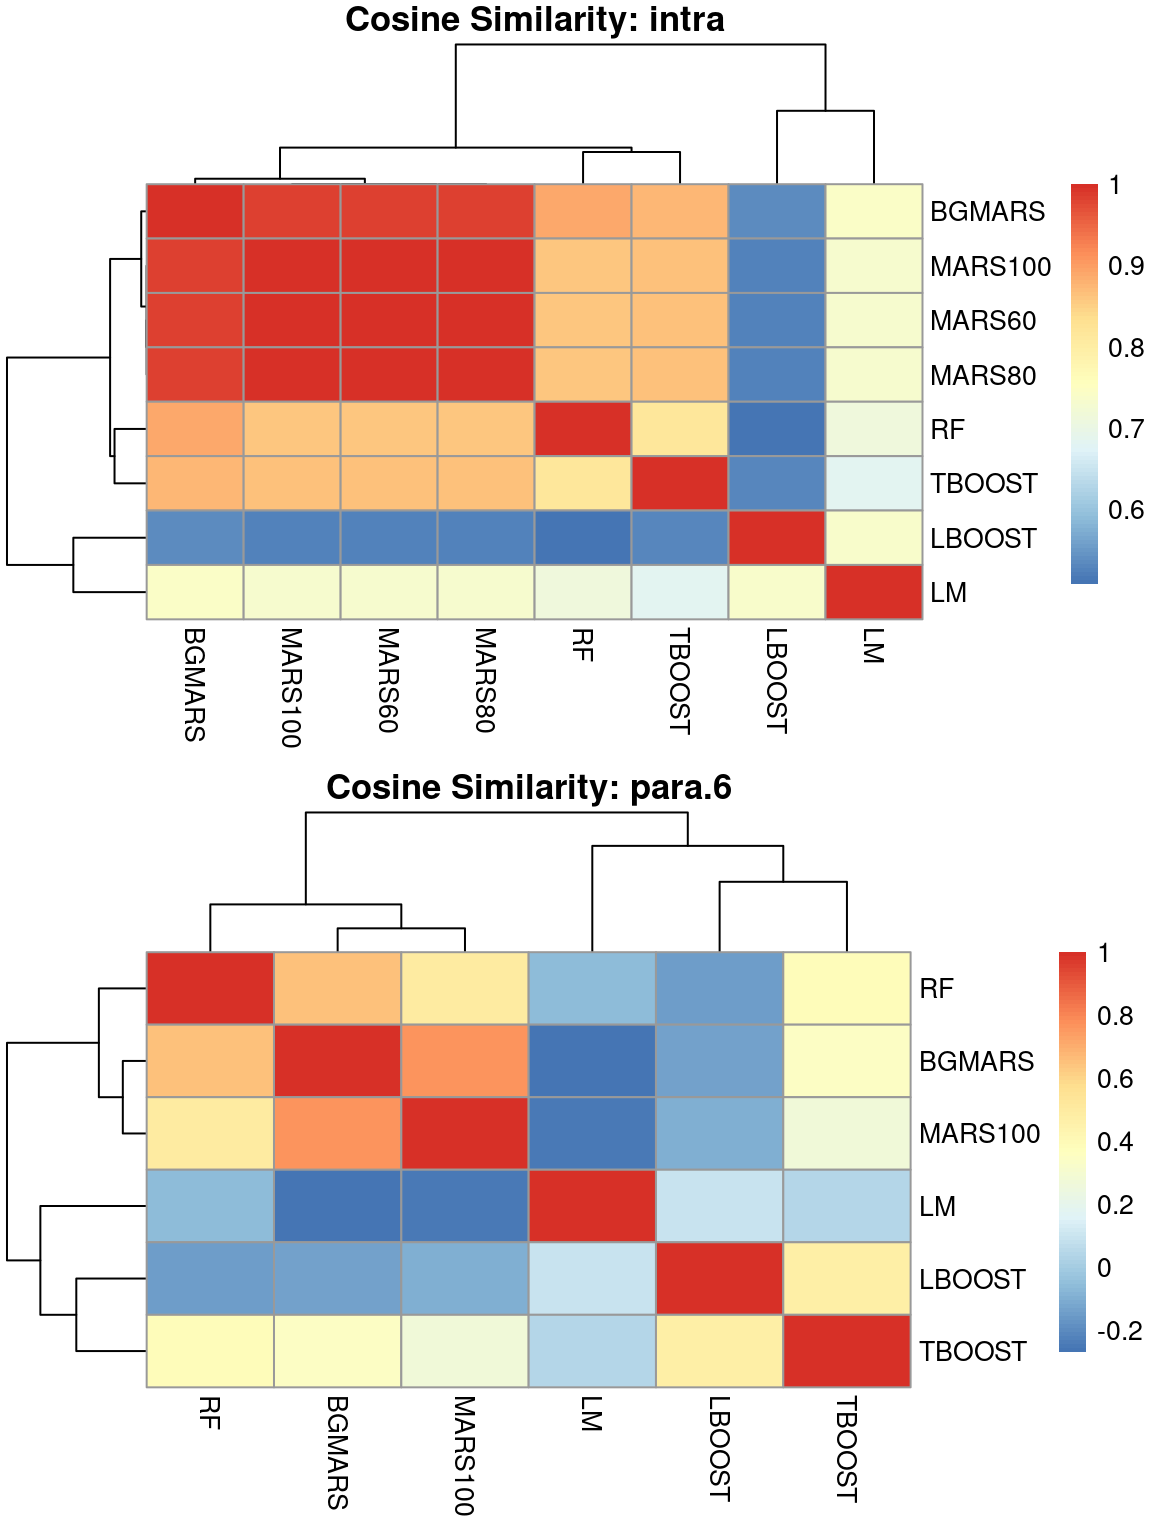 Cosine Similarity: intra
1
0.9
0.8
0.7
0.6
BGMARS
MARS100
MARS60
MARS80
RF
TBOOST
LBOOST
LM
BGMARS
MARS100
MARS60
MARS80
RF
TBOOST
LBOOST
LM
Cosine Similarity: para.6
1
0.8
0.6
0.4
0.2
0
-0.2
RF
BGMARS
MARS100
LM
LBOOST
TBOOST
RF
BGMARS
MARS100
LM
LBOOST
TBOOST